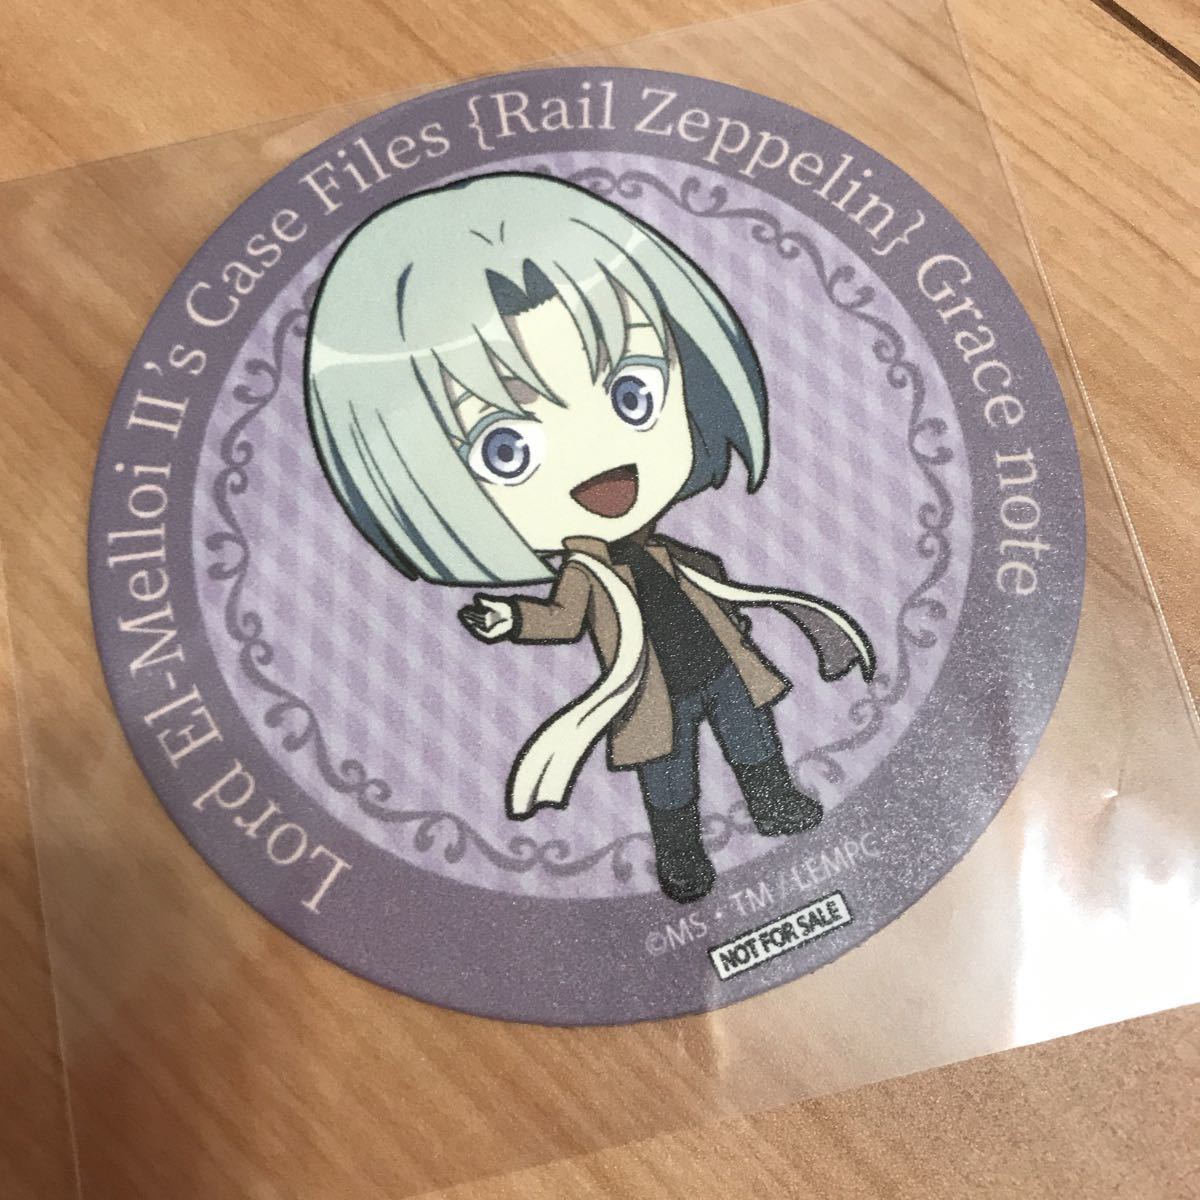 Lord El-Melloi II's Case Files {Rail Zeppelin} Grace note
©MS・TM / LEMPC
NOT FOR SALE